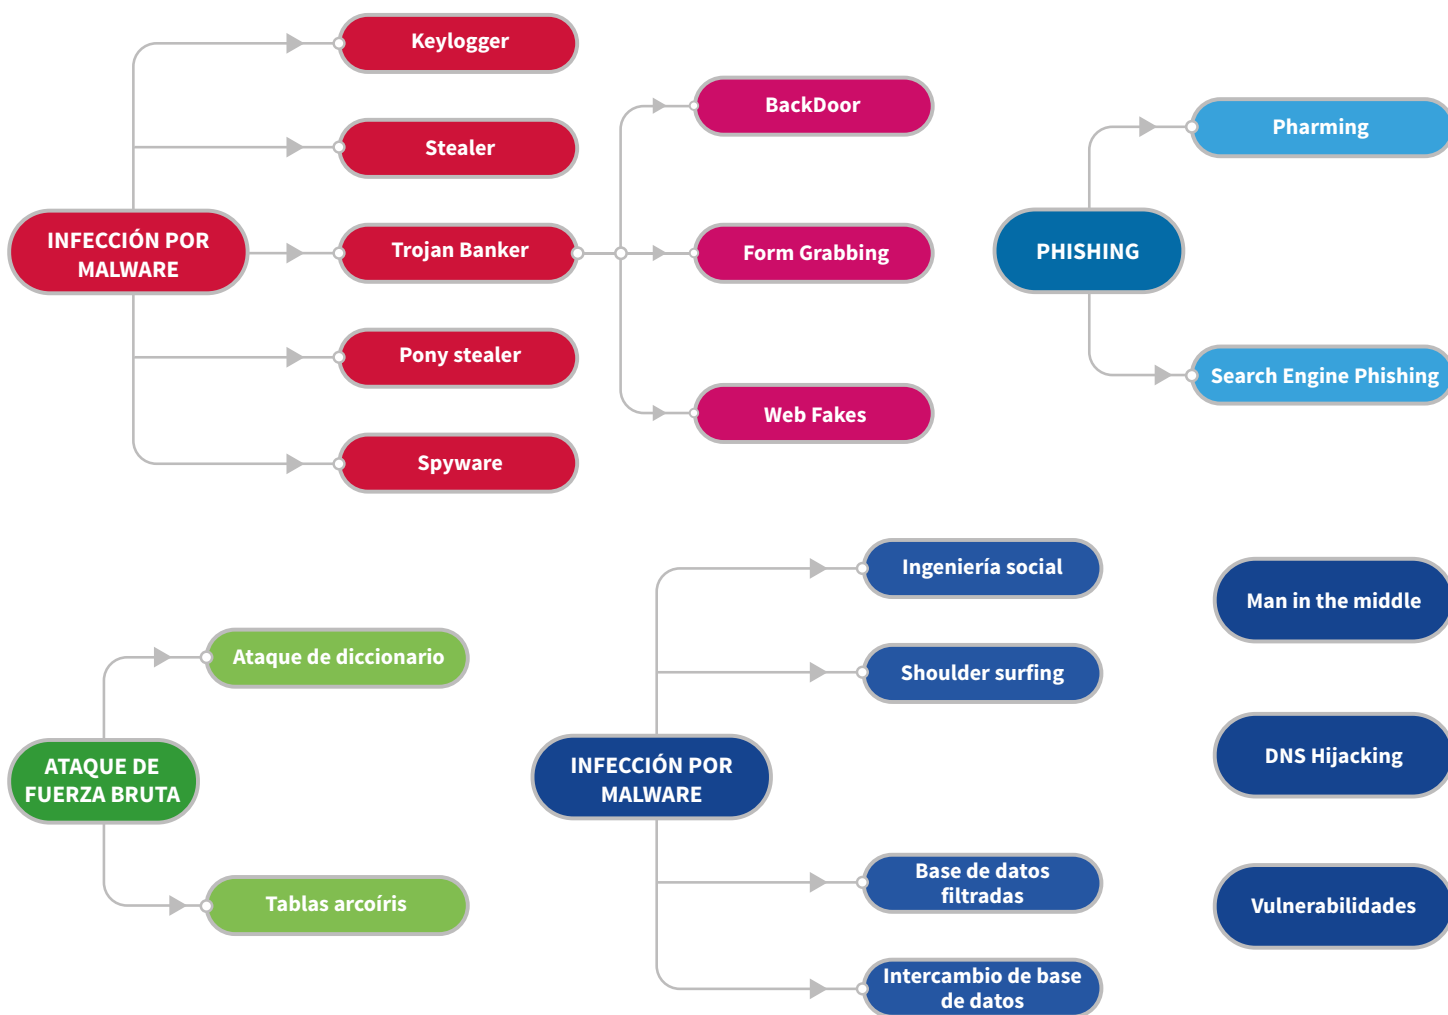 Keylogger
Stealer
INFECCIÓN POR
MALWARE
Trojan Banker
Pony stealer
Spyware
BackDoor
Form Grabbing
Web Fakes
Pharming
PHISHING
Search Engine Phishing
Ataque de diccionario
ATAQUE DE
FUERZA BRUTA
Tablas arcoíris
Ingeniería social
Shoulder surfing
INFECCIÓN POR
MALWARE
Base de datos
filtradas
Intercambio de base
de datos
Man in the middle
DNS Hijacking
Vulnerabilidades